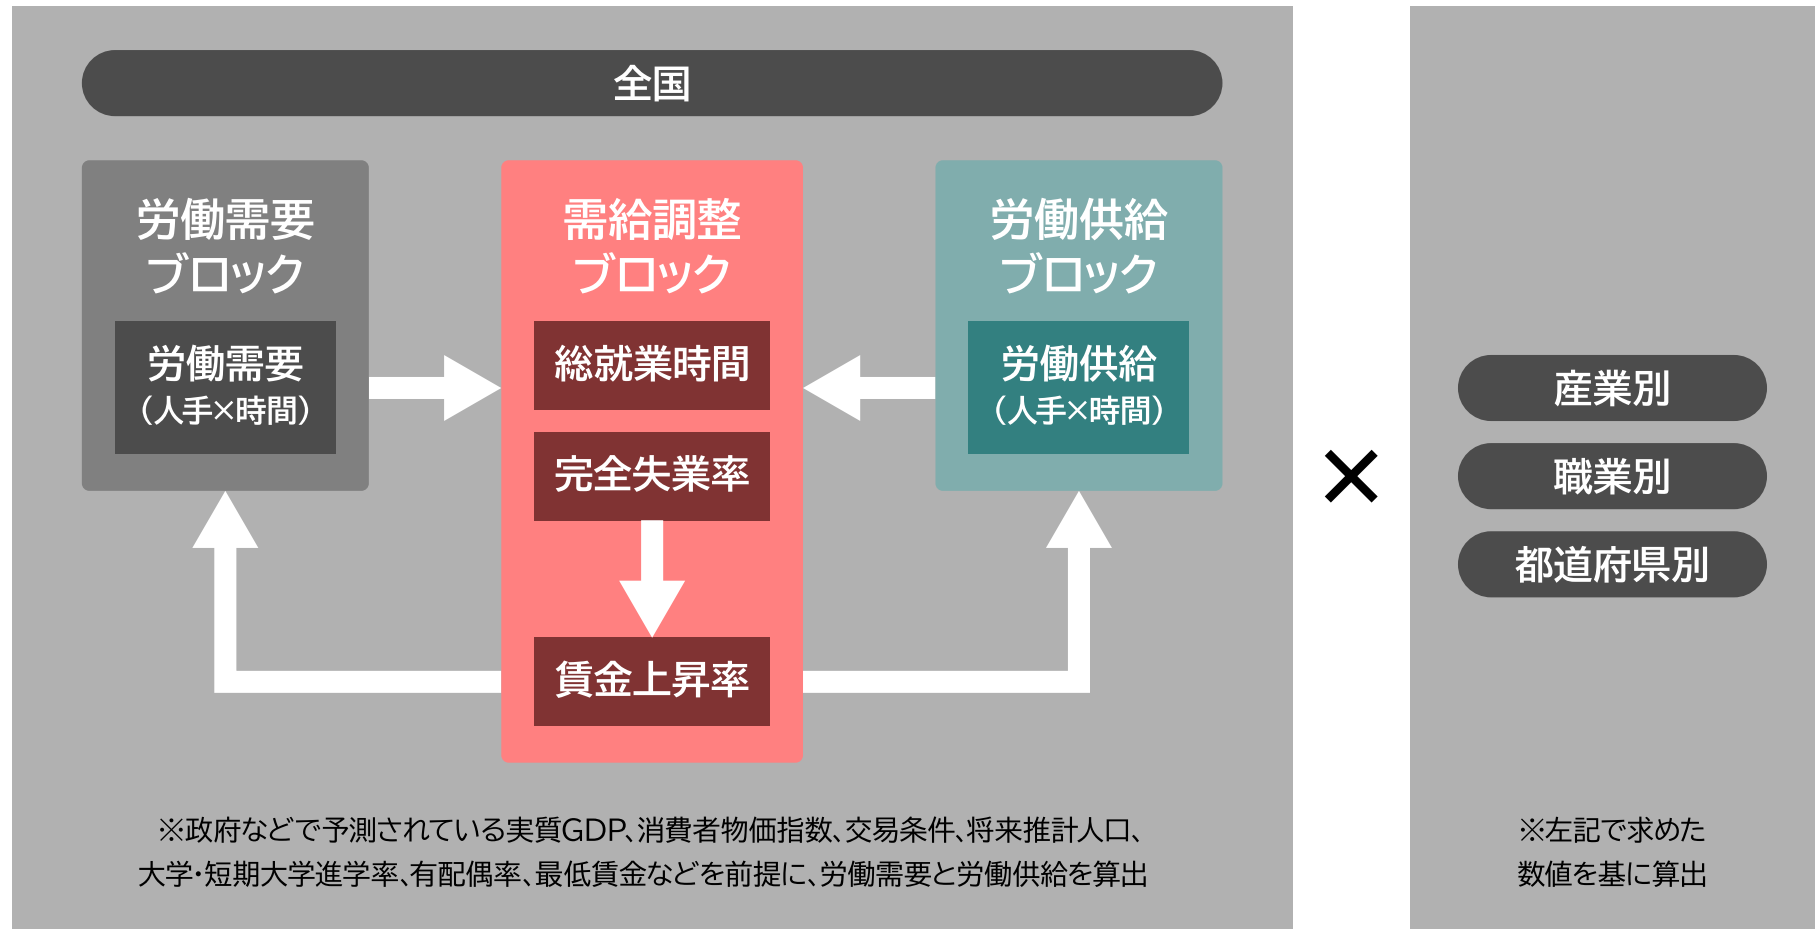 全国
労働需要
ブロック
労働需要
（人手×時間）
需給調整
ブロック
総就業時間
完全失業率
賃金上昇率
労働供給
ブロック
労働供給
（人手×時間）
※政府などで予測されている実質GDP、消費者物価指数、交易条件、将来推計人口、
大学・短期大学進学率、有配偶率、最低賃金などを前提に、労働需要と労働供給を算出
×
産業別
職業別
都道府県別
※左記で求めた
数値を基に算出